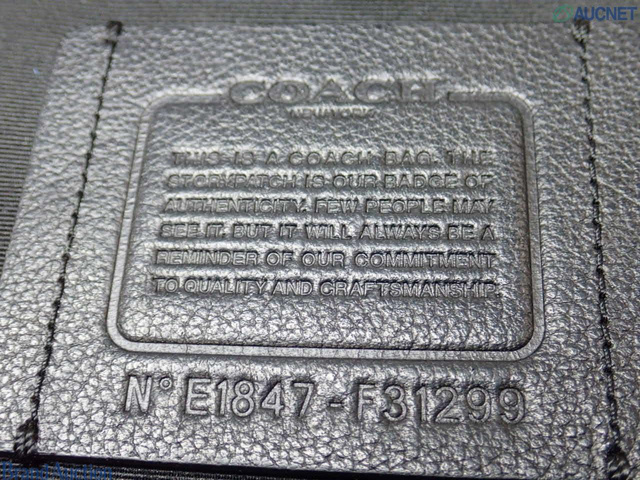 AUCNET
COACH
NEW YORK
THIS IS A COACH BAG. THE
STORYPATCH IS OUR BADGE OF
AUTHENTICITY. FEW PEOPLE MAY
SEE IT. BUT IT WILL ALWAYS BE A
REMINDER OF OUR COMMITMENT
TO QUALITY AND CRAFTSMANSHIP.
N° E1847-F31299
Auction